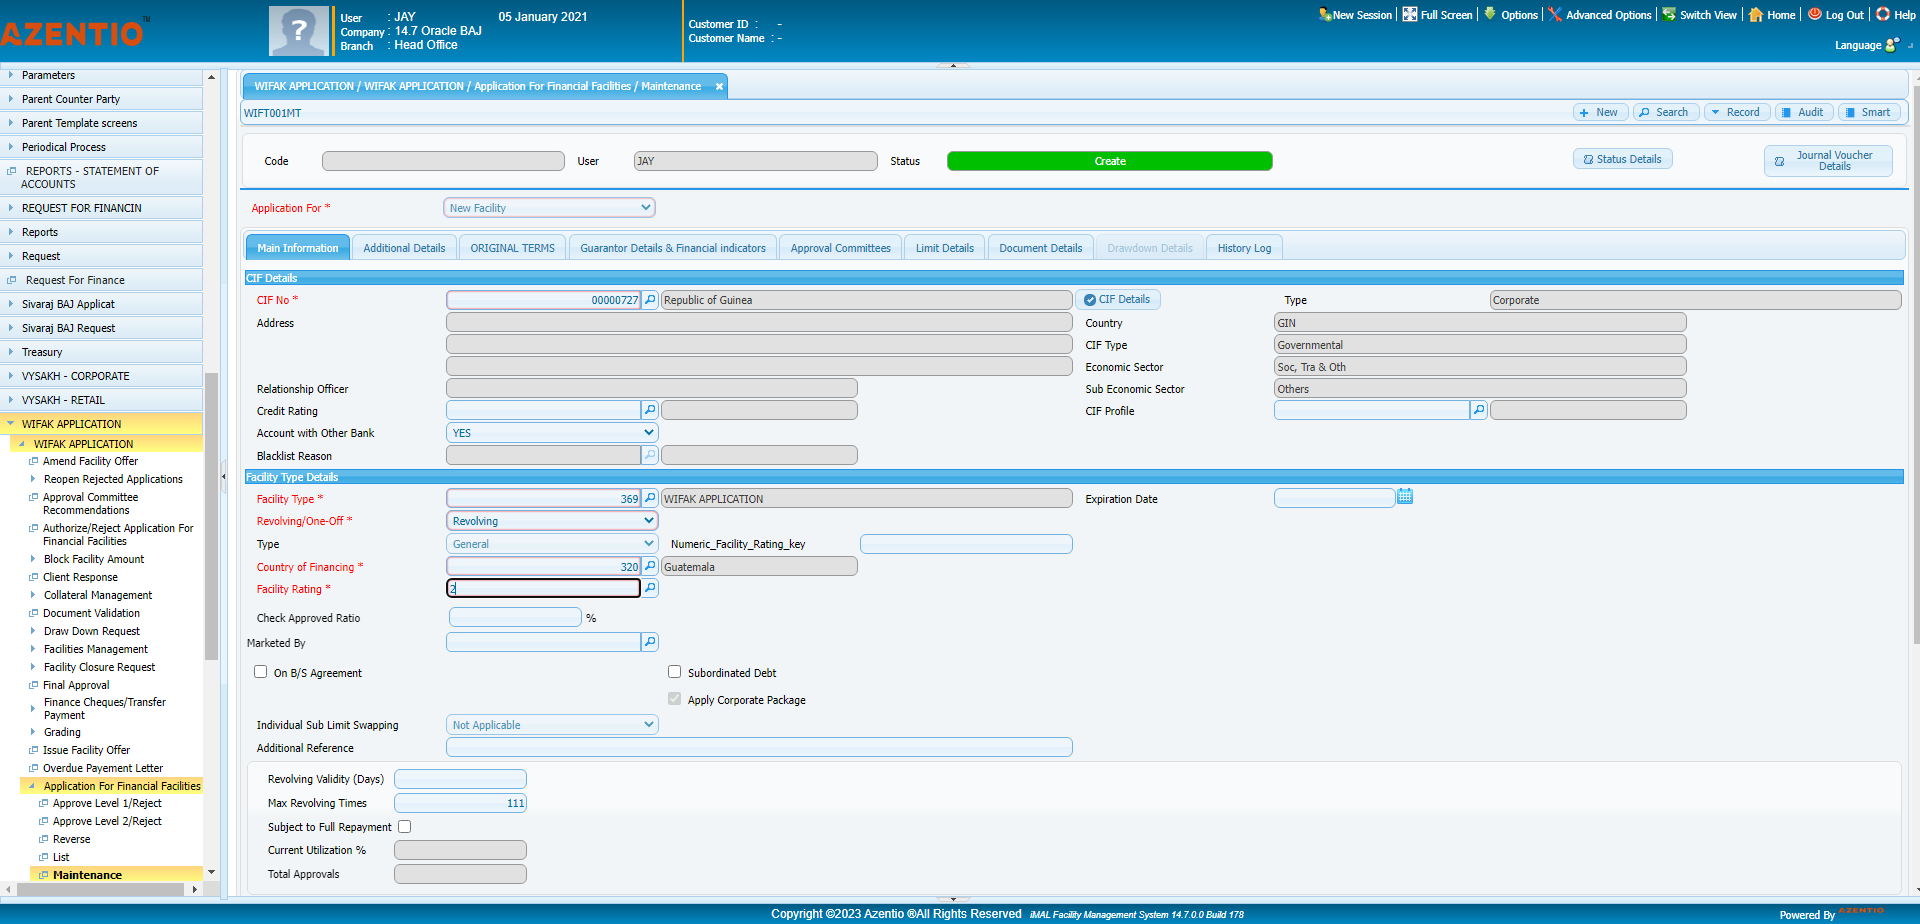 AZENTIO™
User : JAY
Company : 14.7 Oracle BAJ
Branch : Head Office
05 January 2021
Customer ID : -
Customer Name : -
New Session | Full Screen | Options | Advanced Options | Switch View | Home | Log Out | Help
Language
Parameters
Parent Counter Party
Parent Template screens
Periodical Process
REPORTS - STATEMENT OF
ACCOUNTS
REQUEST FOR FINANCIN
Reports
Request
Request For Finance
Sivaraj BAJ Applicat
Sivaraj BAJ Request
Treasury
VYSAKH - CORPORATE
VYSAKH - RETAIL
WIFAK APPLICATION
WIFAK APPLICATION
Amend Facility Offer
Reopen Rejected Applications
Approval Committee
Recommendations
Authorize/Reject Application For
Financial Facilities
Block Facility Amount
Client Response
Collateral Management
Document Validation
Draw Down Request
Facilities Management
Facility Closure Request
Final Approval
Finance Cheques/Transfer
Payment
Grading
Issue Facility Offer
Overdue Payement Letter
Application For Financial Facilities
Approve Level 1/Reject
Approve Level 2/Reject
Reverse
List
Maintenance
WIFAK APPLICATION / WIFAK APPLICATION / Application For Financial Facilities / Maintenance
WIFT001MT
New Search Record Audit Smart
Code User JAY Status Create Status Details
Journal Voucher
Details
Application For * New Facility
Main Information Additional Details ORIGINAL TERMS Guarantor Details & Financial indicators Approval Committees Limit Details Document Details Drawdown Details History Log
CIF Details
CIF No * 00000727 Republic of Guinea CIF Details Type Corporate
Address Country GIN
CIF Type Governmental
Economic Sector Soc, Tra & Oth
Relationship Officer Sub Economic Sector Others
Credit Rating CIF Profile
Account with Other Bank YES
Blacklist Reason
Facility Type Details
Facility Type * 369 WIFAK APPLICATION Expiration Date
Revolving/One-Off * Revolving
Type General Numeric_Facility_Rating_key
Country of Financing * 320 Guatemala
Facility Rating * 2
Check Approved Ratio %
Marketed By
On B/S Agreement Subordinated Debt
Apply Corporate Package
Individual Sub Limit Swapping Not Applicable
Additional Reference
Revolving Validity (Days)
Max Revolving Times 111
Subject to Full Repayment
Current Utilization %
Total Approvals
Copyright ©2023 Azentio ®All Rights Reserved iMAL Facility Management System 14.7.0.0 Build 178
Powered By AZENTIO